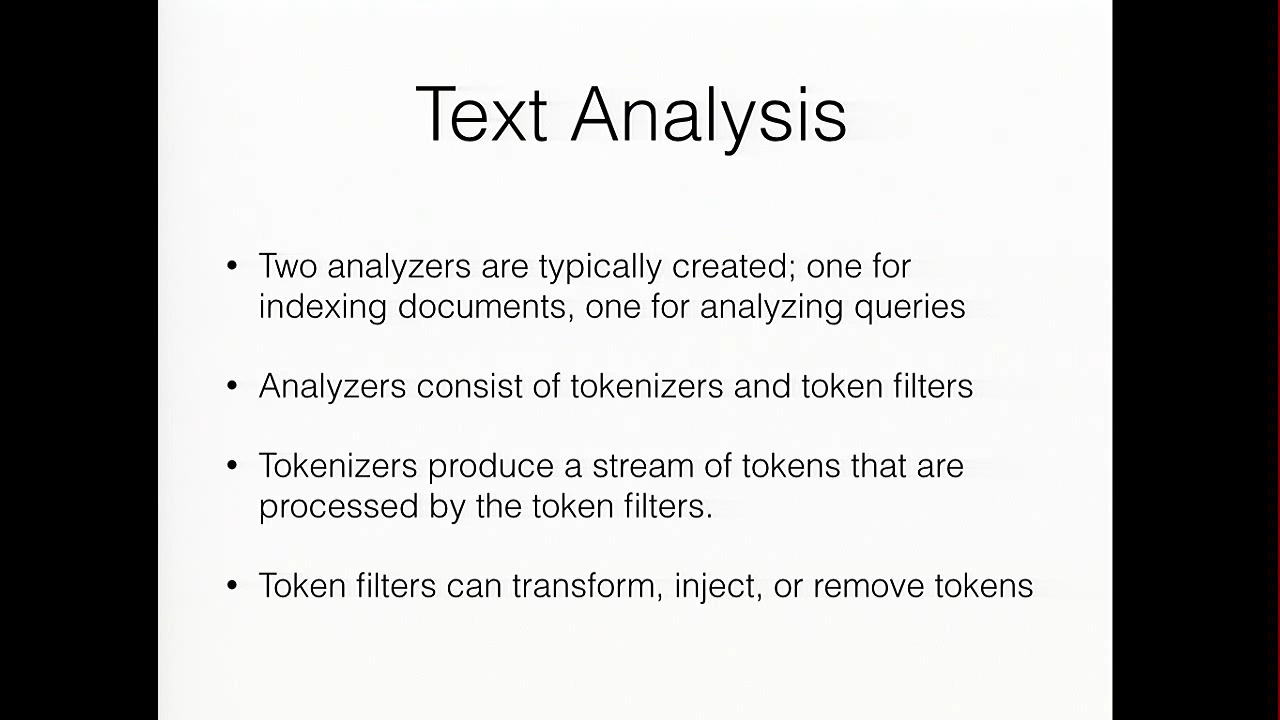 Text Analysis
• Two analyzers are typically created; one for
indexing documents, one for analyzing queries
• Analyzers consist of tokenizers and token filters
• Tokenizers produce a stream of tokens that are
processed by the token filters.
• Token filters can transform, inject, or remove tokens